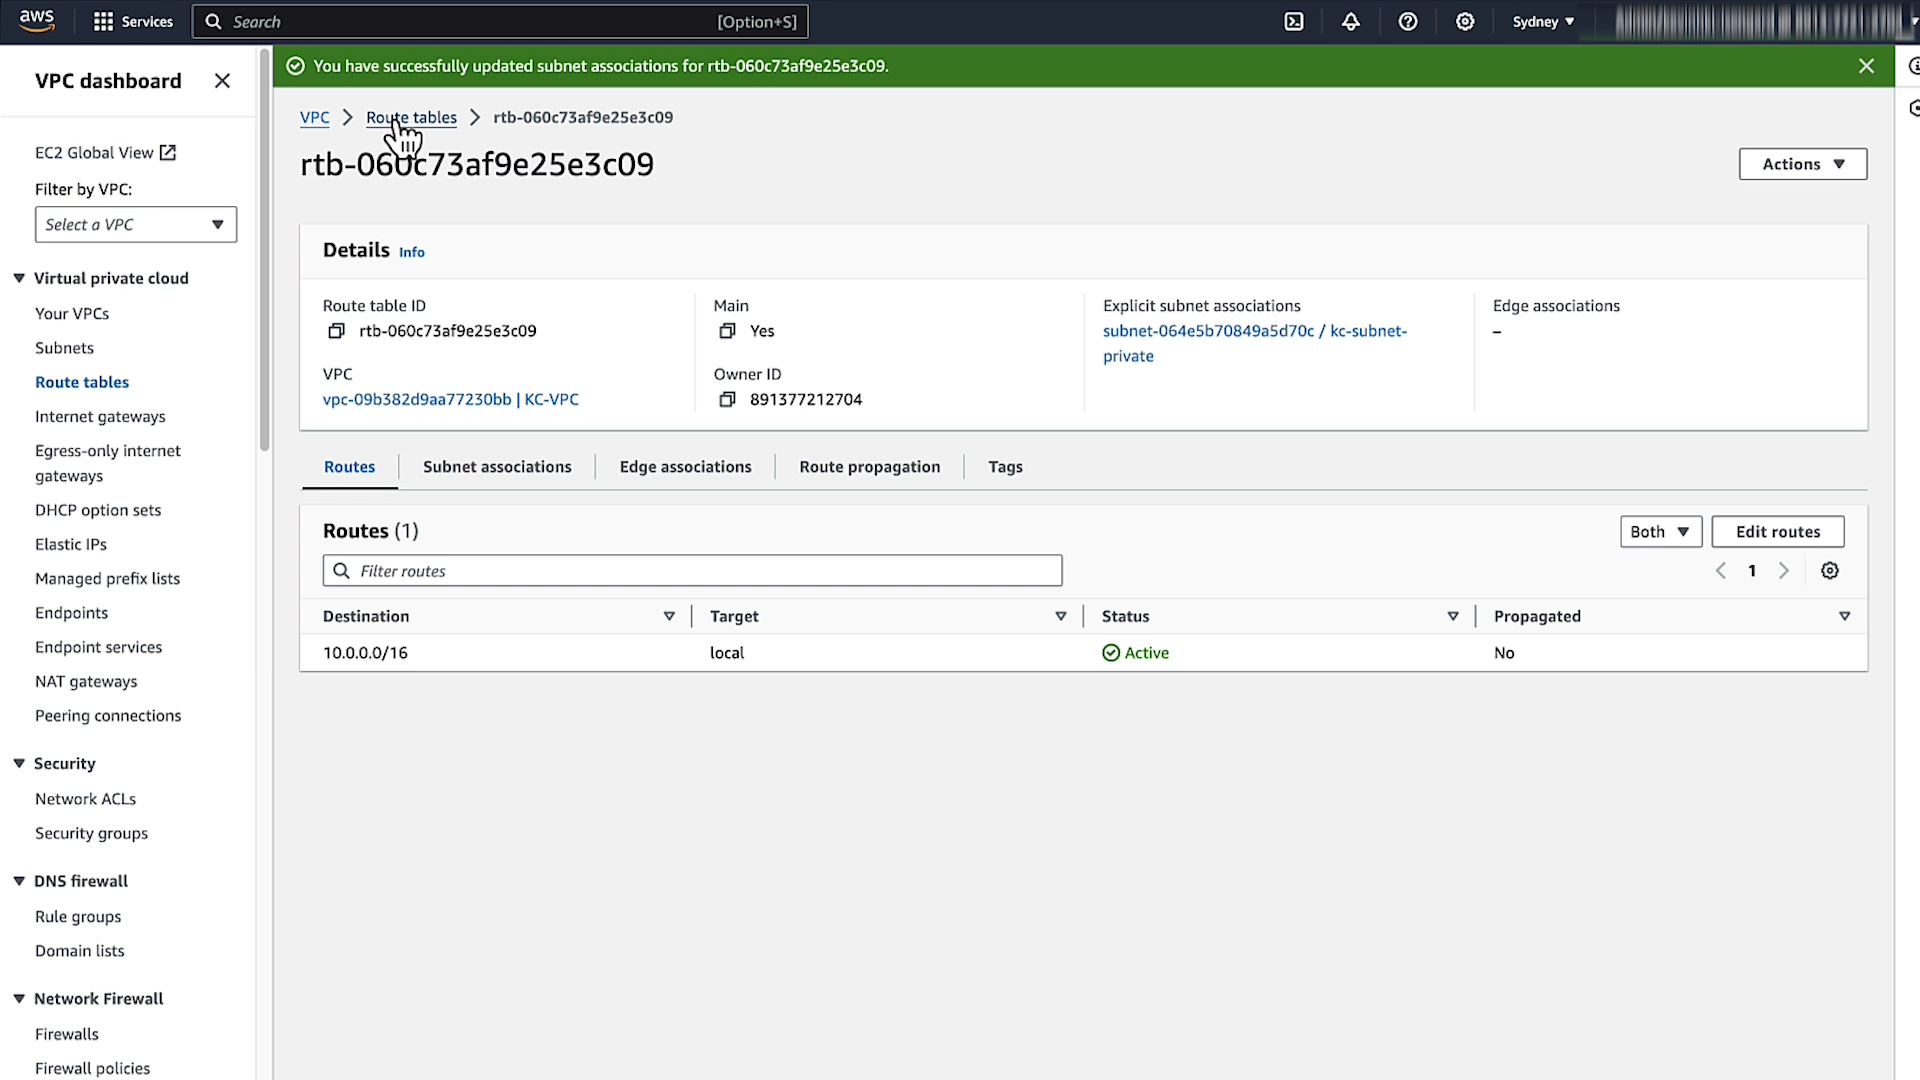 aws
Services
Search
[Option+S]
Sydney
VPC dashboard
You have successfully updated subnet associations for rtb-060c73af9e25e3c09.
EC2 Global View
Filter by VPC:
Select a VPC
Virtual private cloud
Your VPCs
Subnets
Route tables
Internet gateways
Egress-only internet
gateways
DHCP option sets
Elastic IPs
Managed prefix lists
Endpoints
Endpoint services
NAT gateways
Peering connections
Security
Network ACLs
Security groups
DNS firewall
Rule groups
Domain lists
Network Firewall
Firewalls
Firewall policies
VPC > Route tables > rtb-060c73af9e25e3c09
rtb-060c73af9e25e3c09
Actions
Details Info
Route table ID
rtb-060c73af9e25e3c09
Main
Yes
Explicit subnet associations
subnet-064e5b70849a5d70c / kc-subnet-
private
Edge associations
–
VPC
vpc-09b382d9aa77230bb | KC-VPC
Owner ID
891377212704
Routes
Subnet associations
Edge associations
Route propagation
Tags
Routes (1)
Both
Edit routes
Filter routes
1
Destination
Target
Status
Propagated
10.0.0.0/16
local
Active
No